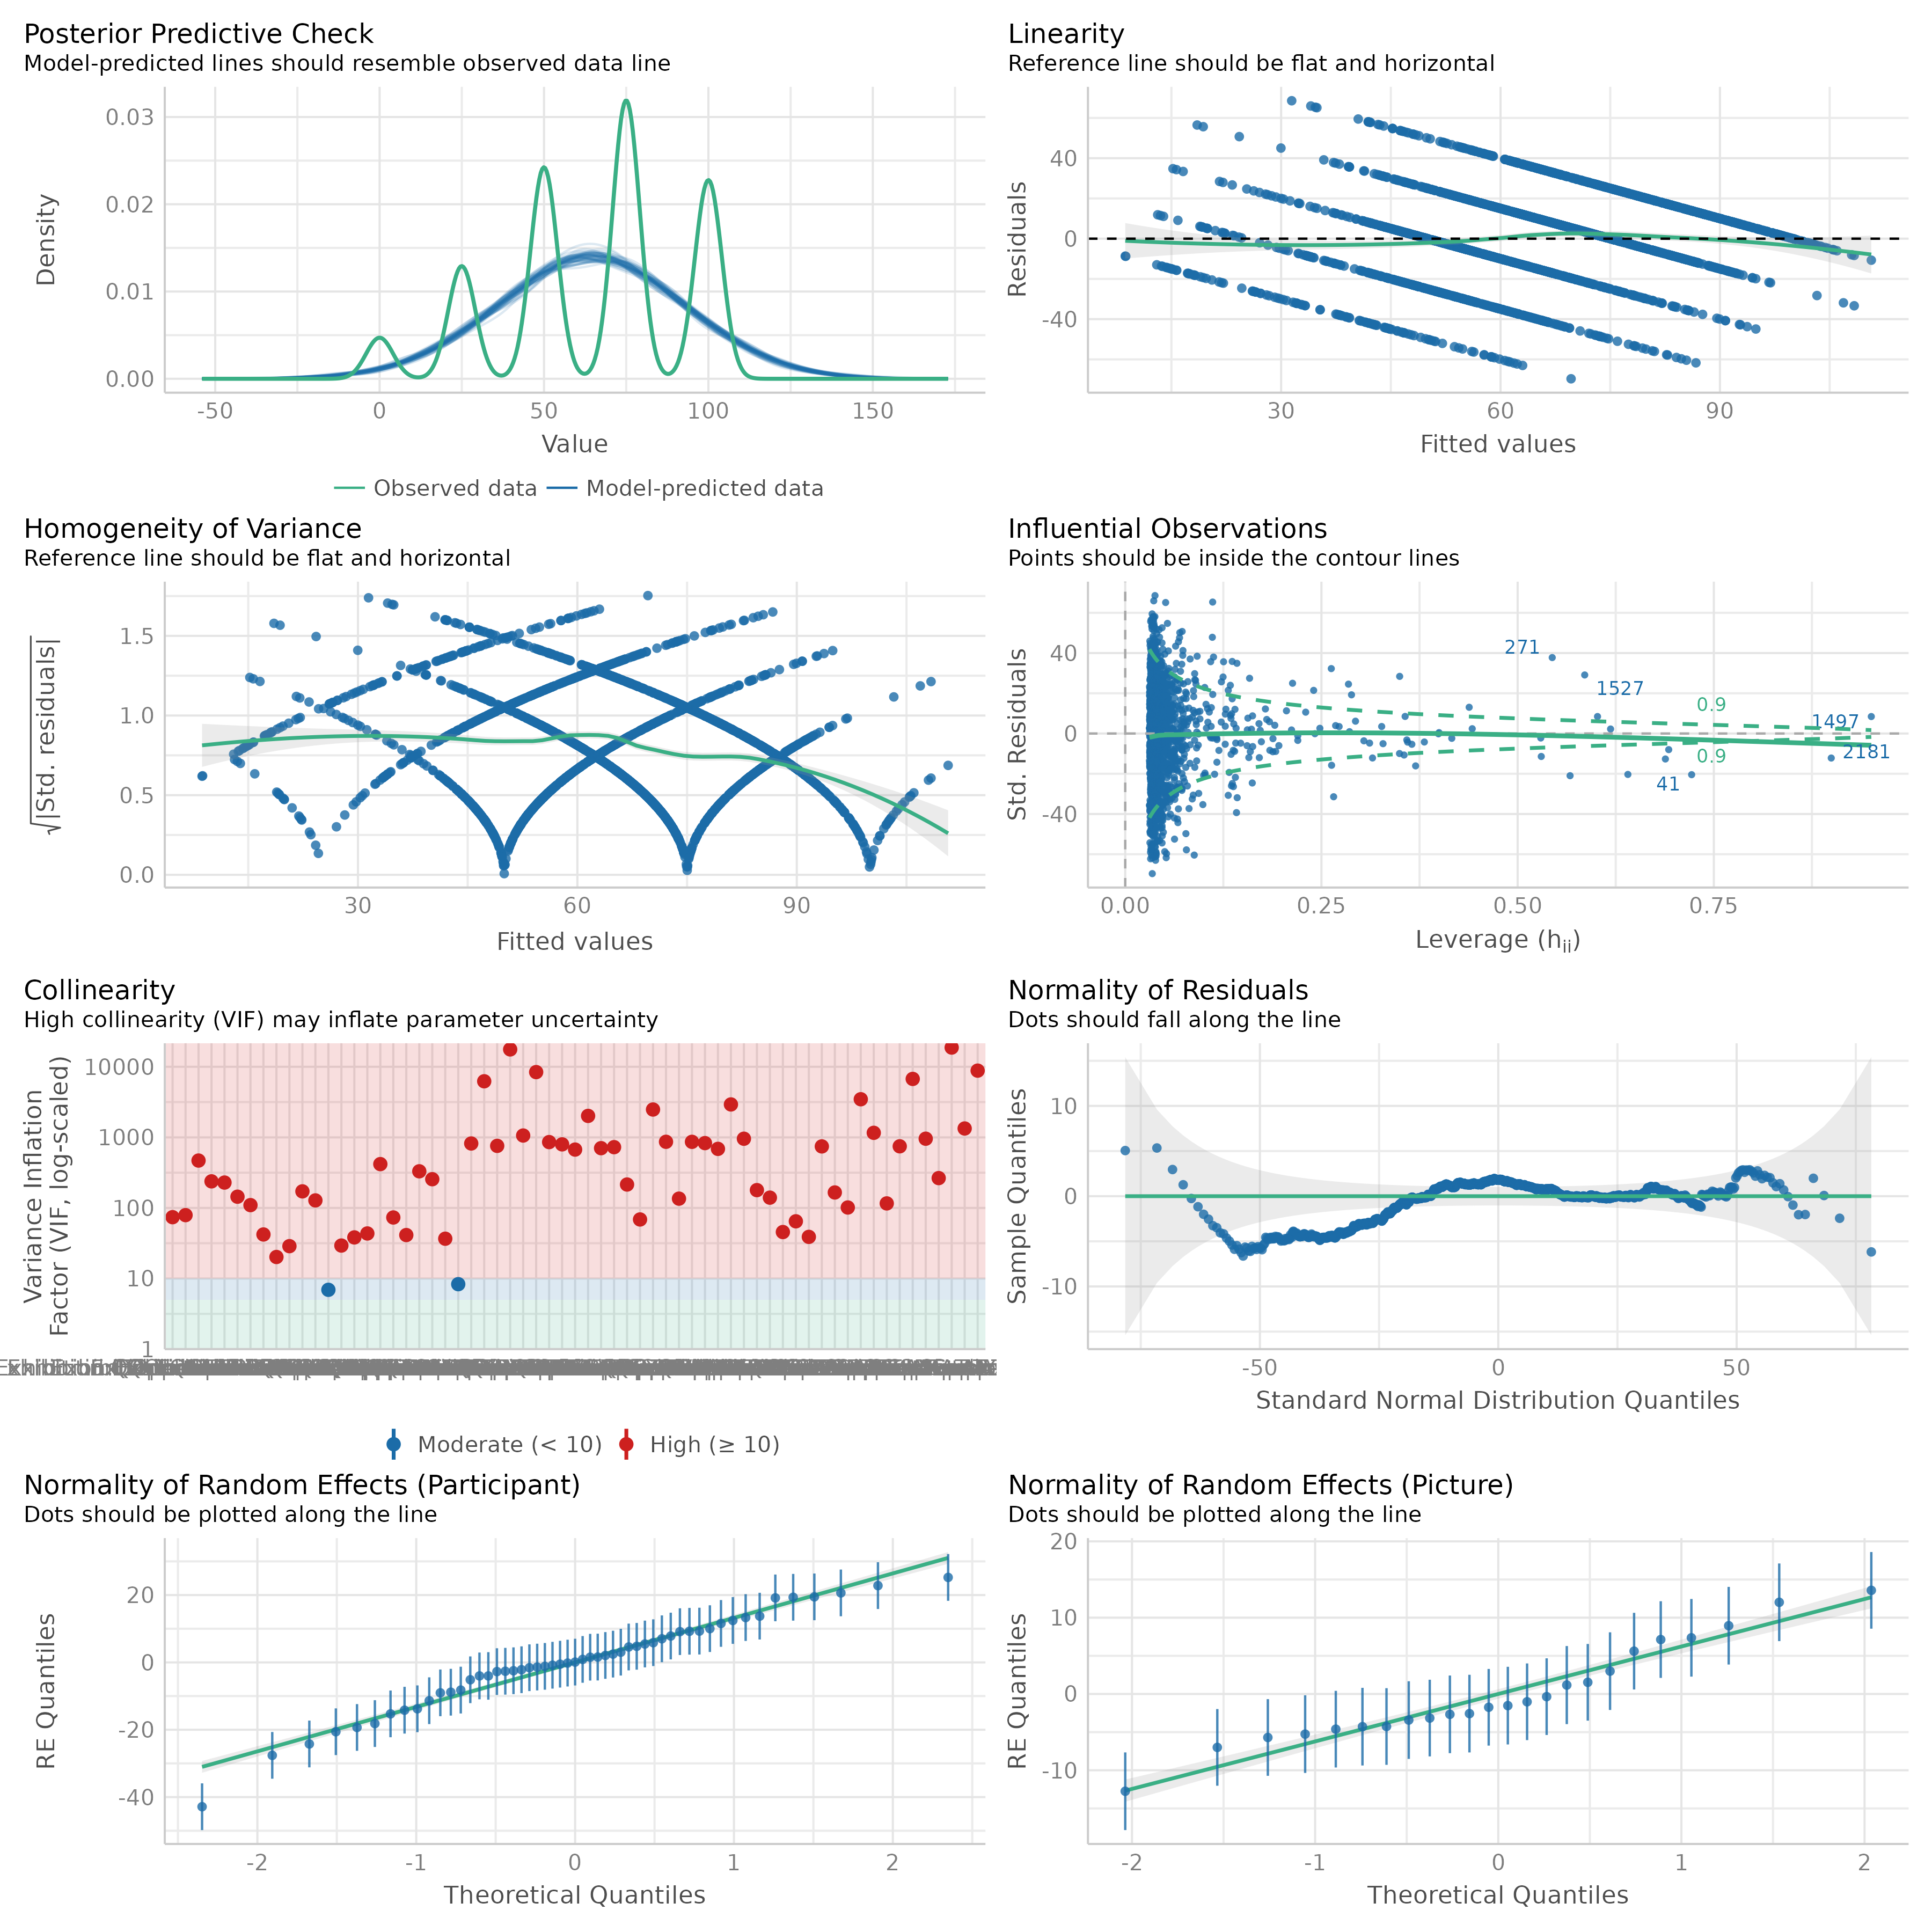 Posterior Predictive Check
Model-predicted lines should resemble observed data line
Density
0.03
0.02
0.01
0.00
-50
0
50
100
150
Value
Observed data
Model-predicted data
Linearity
Reference line should be flat and horizontal
Residuals
40
0
-40
30
60
90
Fitted values
Homogeneity of Variance
Reference line should be flat and horizontal
√|Std. residuals|
1.5
1.0
0.5
0.0
30
60
90
Fitted values
Influential Observations
Points should be inside the contour lines
Std. Residuals
40
0
-40
271
1527
0.9
1497
0.9
2181
41
0.00
0.25
0.50
0.75
Leverage (hii)
Collinearity
High collinearity (VIF) may inflate parameter uncertainty
Variance Inflation
Factor (VIF, log-scaled)
10000
1000
100
10
1
Moderate (< 10)
High (≥ 10)
Normality of Residuals
Dots should fall along the line
Sample Quantiles
10
0
-10
-50
0
50
Standard Normal Distribution Quantiles
Normality of Random Effects (Participant)
Dots should be plotted along the line
RE Quantiles
20
0
-20
-40
-2
-1
0
1
2
Theoretical Quantiles
Normality of Random Effects (Picture)
Dots should be plotted along the line
RE Quantiles
20
10
0
-10
-2
-1
0
1
2
Theoretical Quantiles